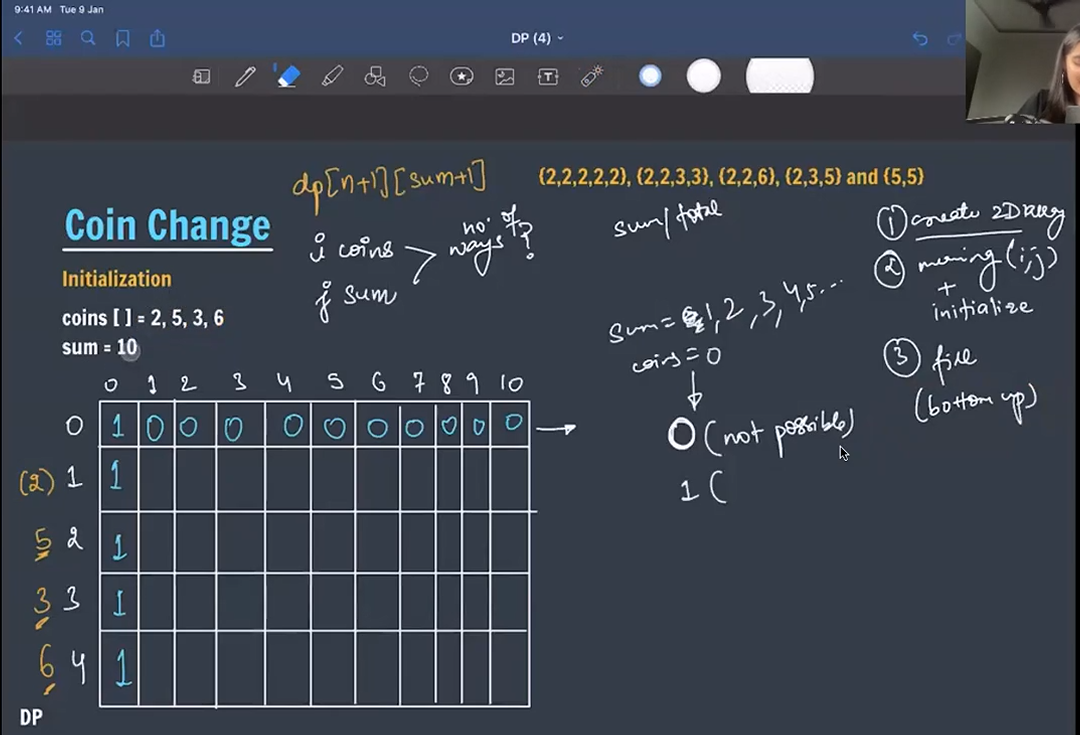 9:41 AM Tue 9 Jan
DP (4)
dp[n+1][sum+1]
{2,2,2,2,2}, {2,2,3,3}, {2,2,6}, {2,3,5} and {5,5}
Coin Change
i coins
j sum
no. of
ways?
sum/total
① create 2D
② meaning (i,j)
+
initialize
③ fill
(bottom up)
Initialization
coins [ ] = 2, 5, 3, 6
sum = 10
sum = 1, 2, 3, 4, 5...
coins = 0
0 (not possible)
1 (
0 1 2 3 4 5 6 7 8 9 10
0 1 0 0 0 0 0 0 0 0 0 0
(2) 1 1
5 2 1
3 3 1
6 4 1
DP